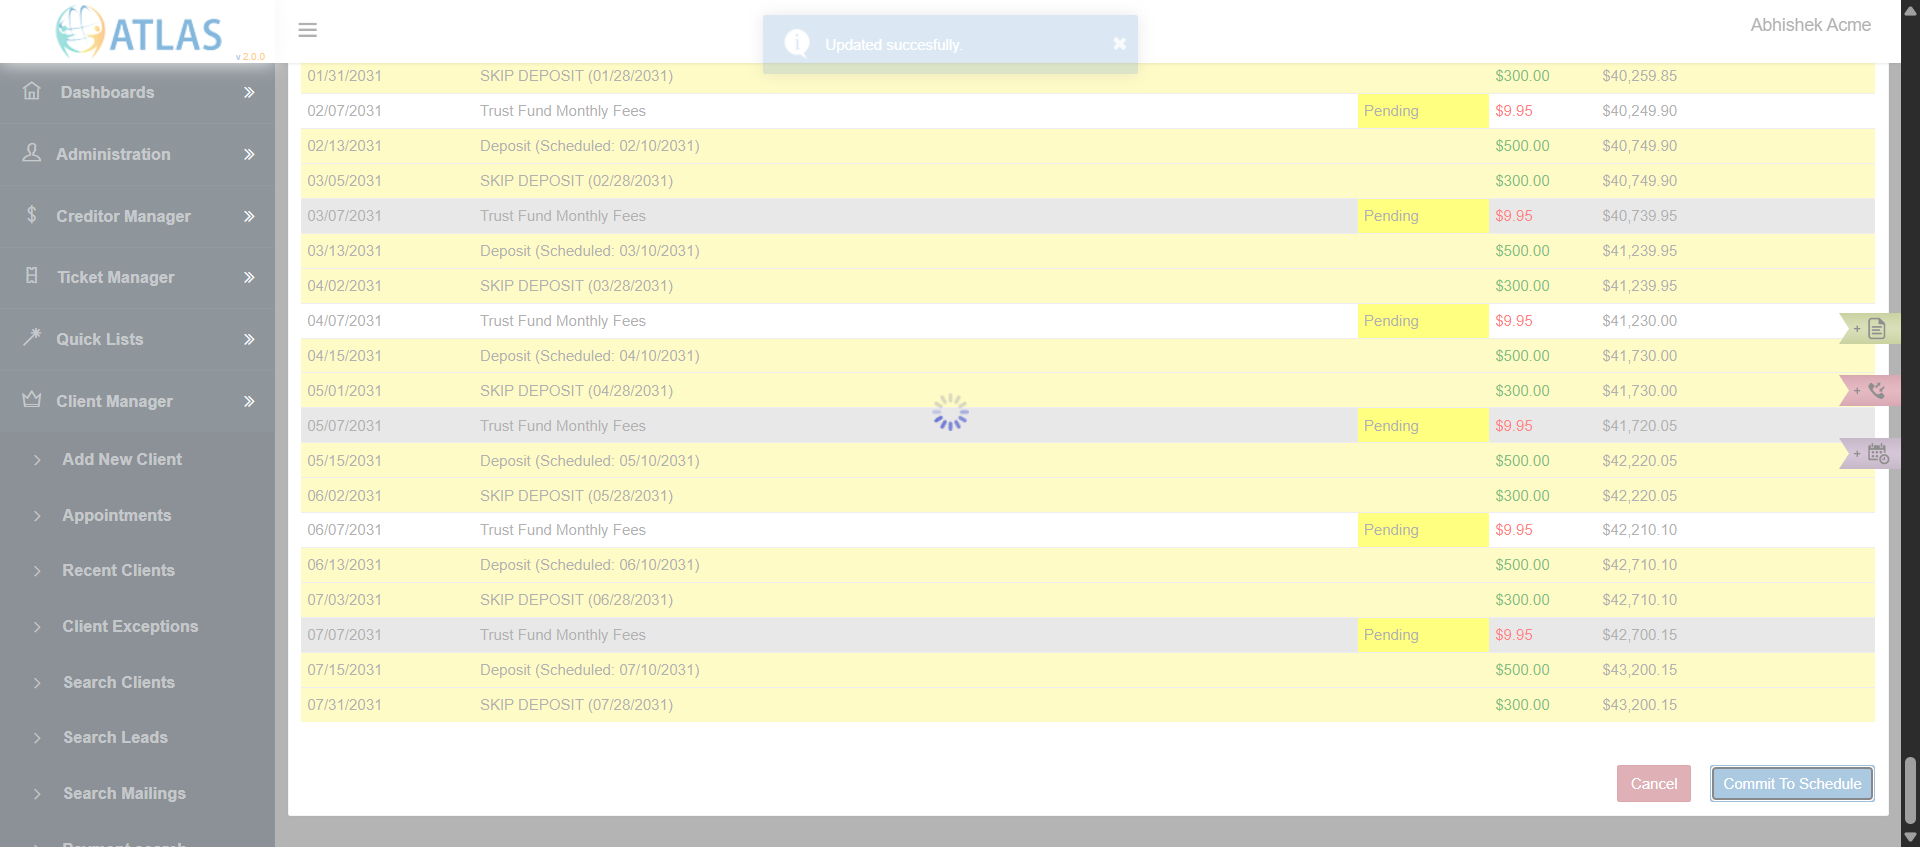 ATLAS
v 2.0.0
Abhishek Acme
Updated succesfully.
Dashboards
Administration
Creditor Manager
Ticket Manager
Quick Lists
Client Manager
Add New Client
Appointments
Recent Clients
Client Exceptions
Search Clients
Search Leads
Search Mailings
Payment search
01/31/2031 SKIP DEPOSIT (01/28/2031) $300.00 $40,259.85
02/07/2031 Trust Fund Monthly Fees Pending $9.95 $40,249.90
02/13/2031 Deposit (Scheduled: 02/10/2031) $500.00 $40,749.90
03/05/2031 SKIP DEPOSIT (02/28/2031) $300.00 $40,749.90
03/07/2031 Trust Fund Monthly Fees Pending $9.95 $40,739.95
03/13/2031 Deposit (Scheduled: 03/10/2031) $500.00 $41,239.95
04/02/2031 SKIP DEPOSIT (03/28/2031) $300.00 $41,239.95
04/07/2031 Trust Fund Monthly Fees Pending $9.95 $41,230.00
04/15/2031 Deposit (Scheduled: 04/10/2031) $500.00 $41,730.00
05/01/2031 SKIP DEPOSIT (04/28/2031) $300.00 $41,730.00
05/07/2031 Trust Fund Monthly Fees Pending $9.95 $41,720.05
05/15/2031 Deposit (Scheduled: 05/10/2031) $500.00 $42,220.05
06/02/2031 SKIP DEPOSIT (05/28/2031) $300.00 $42,220.05
06/07/2031 Trust Fund Monthly Fees Pending $9.95 $42,210.10
06/13/2031 Deposit (Scheduled: 06/10/2031) $500.00 $42,710.10
07/03/2031 SKIP DEPOSIT (06/28/2031) $300.00 $42,710.10
07/07/2031 Trust Fund Monthly Fees Pending $9.95 $42,700.15
07/15/2031 Deposit (Scheduled: 07/10/2031) $500.00 $43,200.15
07/31/2031 SKIP DEPOSIT (07/28/2031) $300.00 $43,200.15
Cancel
Commit To Schedule